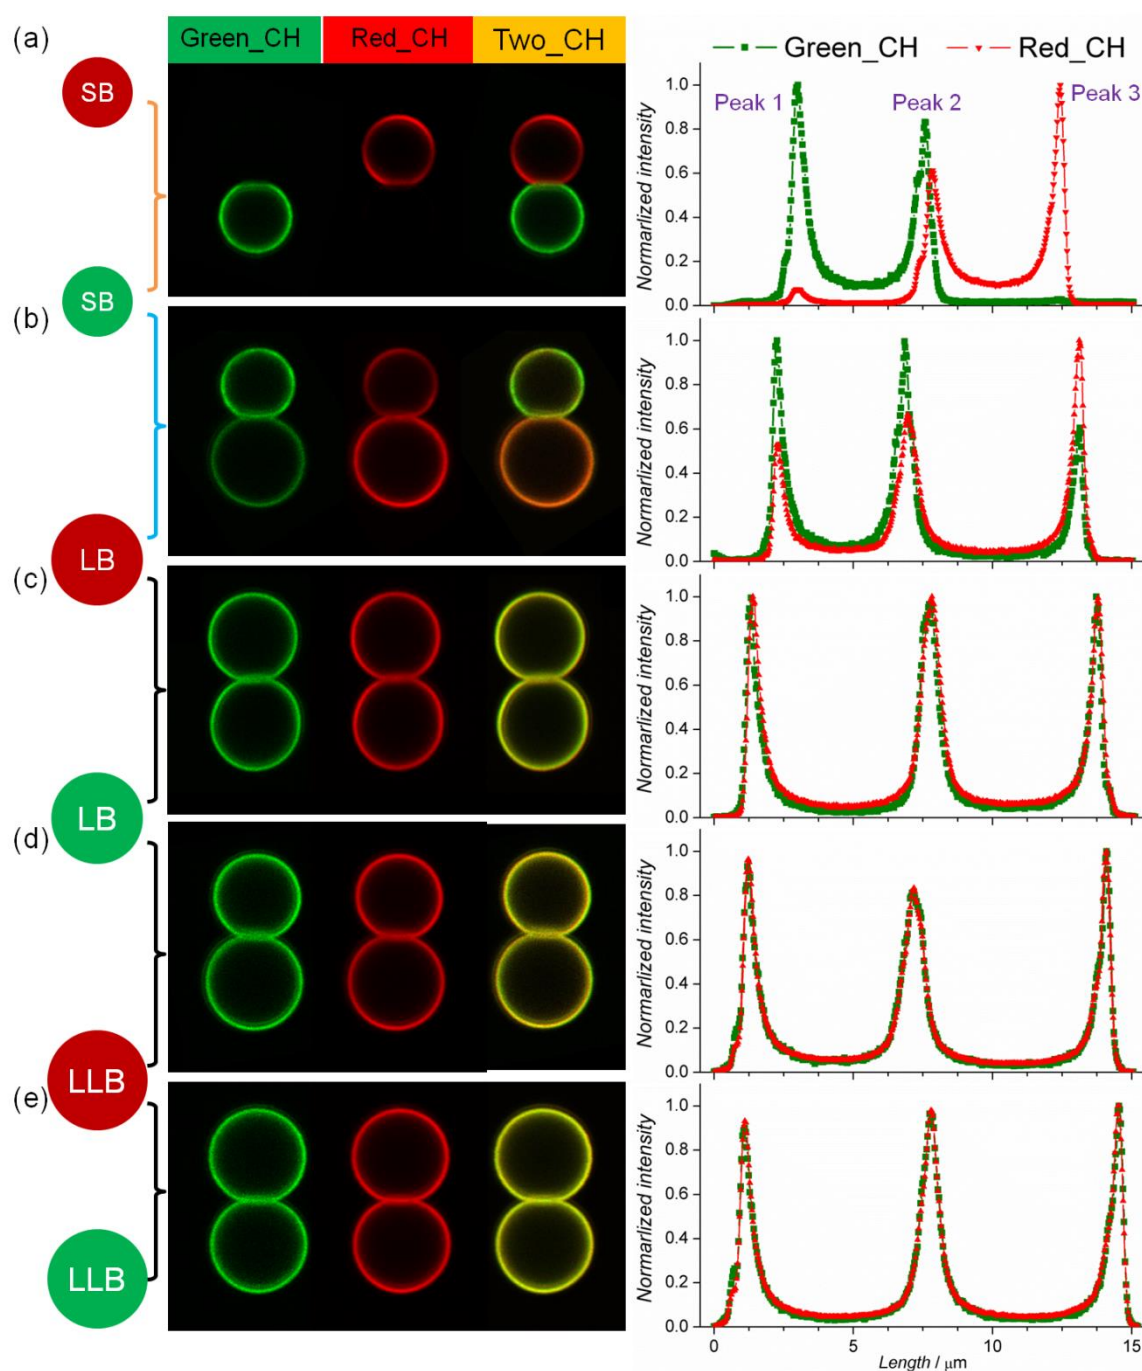 (a)
Green_CH Red_CH Two_CH
SB
SB
(b)
LB
(c)
LB
(d)
LLB
(e)
LLB
Green_CH Red_CH
Peak 1 Peak 2 Peak 3
Normarlized intensity
1.0
0.8
0.6
0.4
0.2
0.0
Normarlized intensity
1.0
0.8
0.6
0.4
0.2
0.0
Normarlized intensity
1.0
0.8
0.6
0.4
0.2
0.0
Normarlized intensity
1.0
0.8
0.6
0.4
0.2
0.0
Normarlized intensity
1.0
0.8
0.6
0.4
0.2
0.0
0 5 10 15
Length / μm